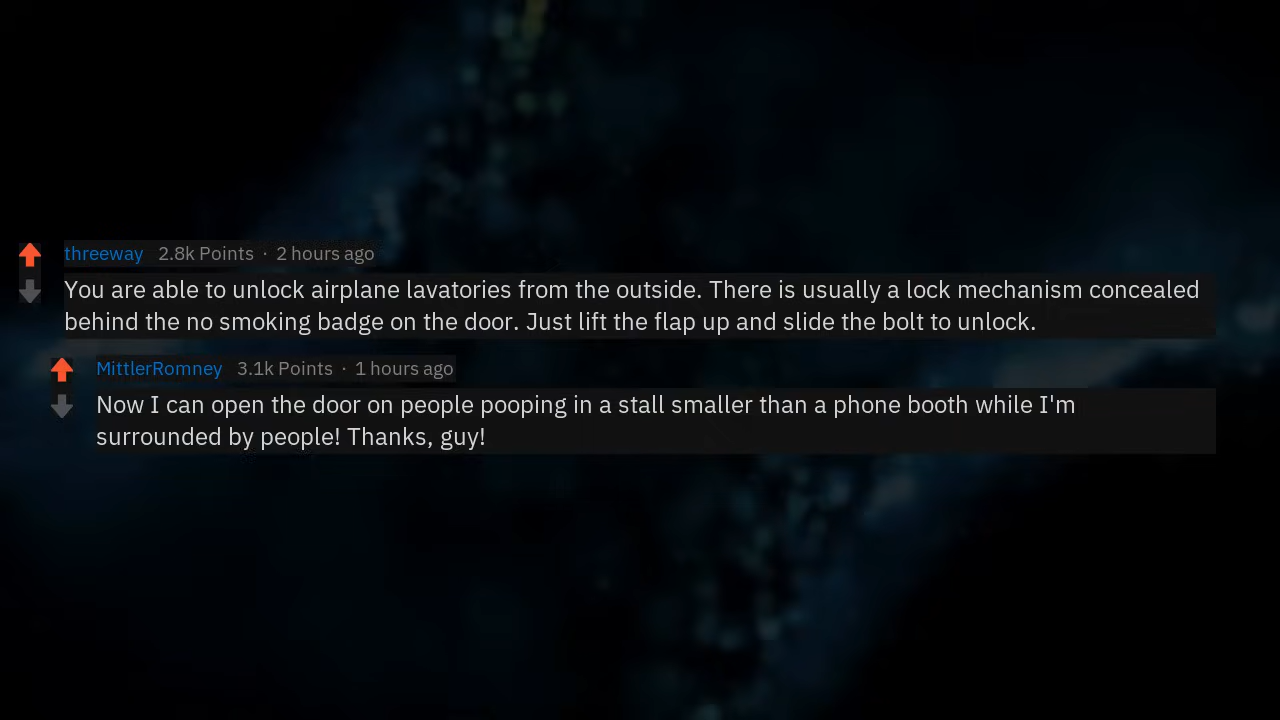 threeway 2.8k Points · 2 hours ago
You are able to unlock airplane lavatories from the outside. There is usually a lock mechanism concealed
behind the no smoking badge on the door. Just lift the flap up and slide the bolt to unlock.
MittlerRomney 3.1k Points · 1 hours ago
Now I can open the door on people pooping in a stall smaller than a phone booth while I'm
surrounded by people! Thanks, guy!